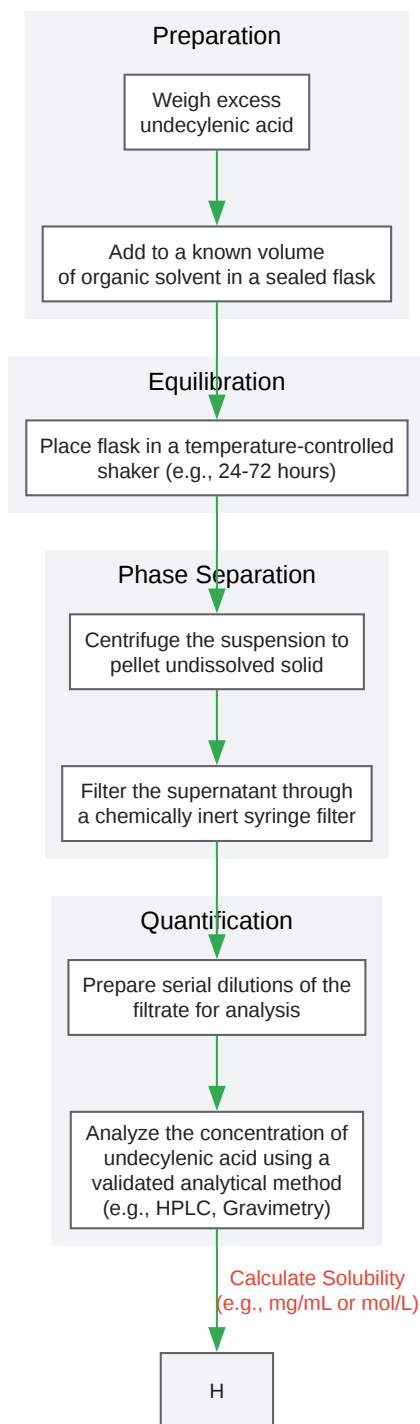 Preparation
Weigh excess
undecylenic acid
Add to a known volume
of organic solvent in a sealed flask
Equilibration
Place flask in a temperature-controlled
shaker (e.g., 24-72 hours)
Phase Separation
Centrifuge the suspension to
pellet undissolved solid
Filter the supernatant through
a chemically inert syringe filter
Quantification
Prepare serial dilutions of the
filtrate for analysis
Analyze the concentration of
undecylenic acid using a
validated analytical method
(e.g., HPLC, Gravimetry)
Calculate Solubility
(e.g., mg/mL or mol/L)
H